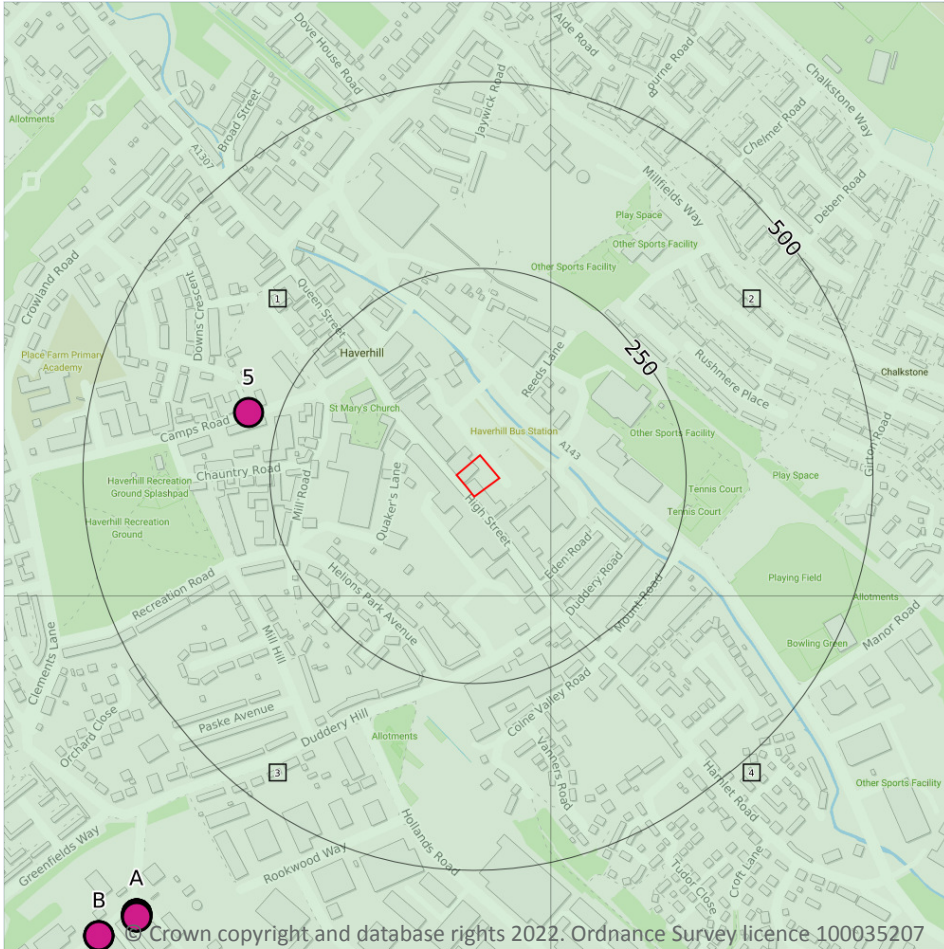 Dove House Road
Alde Road
Bourne Road
Chalkstone Way
Allotments
Broad Street
A1307
Jaywick Road
Chelmer Road
Millfields Way
Deben Road
Play Space
Other Sports Facility
500
Other Sports Facility
Crowland Road
Downs Crescent
1
2
Queen Street
Haverhill
250
Place Farm Primary
Academy
Reeds Lane
Rushmere Place
Chalkstone
5
St Mary's Church
Camps Road
Haverhill Bus Station
A143
Other Sports Facility
Girton Road
Chauntry Road
Haverhill Recreation
Ground Splashpad
Mill Road
Quaker's Lane
Play Space
Tennis Court
Tennis Court
High Street
Haverhill Recreation
Ground
Eden Road
Duddery Road
Mount Road
Playing Field
Recreation Road
Helions Park Avenue
Allotments
Manor Road
Bowling Green
Clements Lane
Mill Hill
Colne Valley Road
Paske Avenue
Duddery Hill
Orchard Close
Allotments
Vanners Road
3
4
Hamlet Road
Other Sports Facility
Greenfields Way
Hollands Road
Rookwood Way
Tudor Close
Croft Lane
A
B
© Crown copyright and database rights 2022. Ordnance Survey licence 100035207